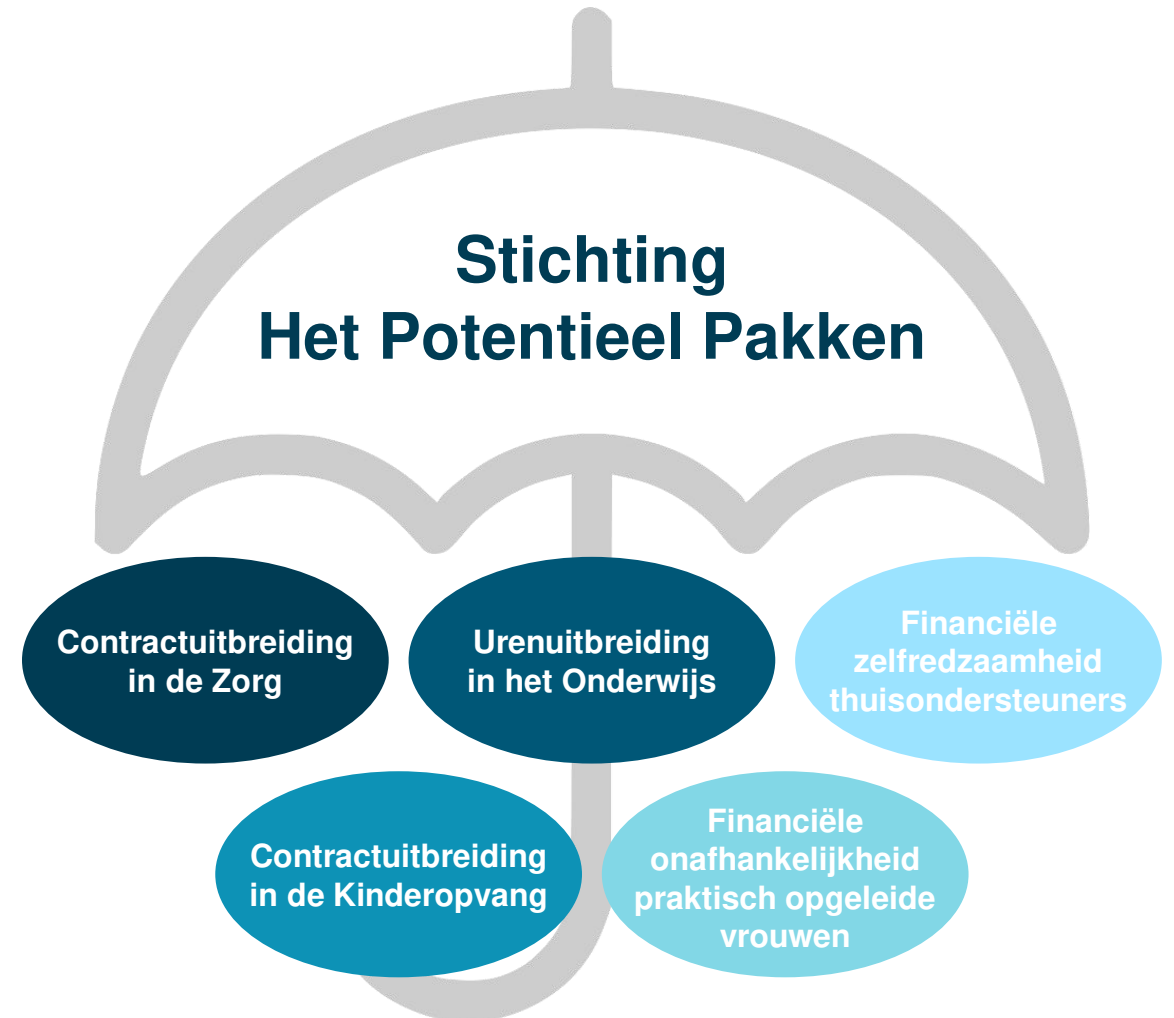 Stichting
Het Potentieel Pakken
Contractuitbreiding
in de Zorg
Urenuitbreiding
in het Onderwijs
Financiële
zelfredzaamheid
thuisondersteuners
Contractuitbreiding
in de Kinderopvang
Financiële
onafhankelijkheid
praktisch opgeleide
vrouwen